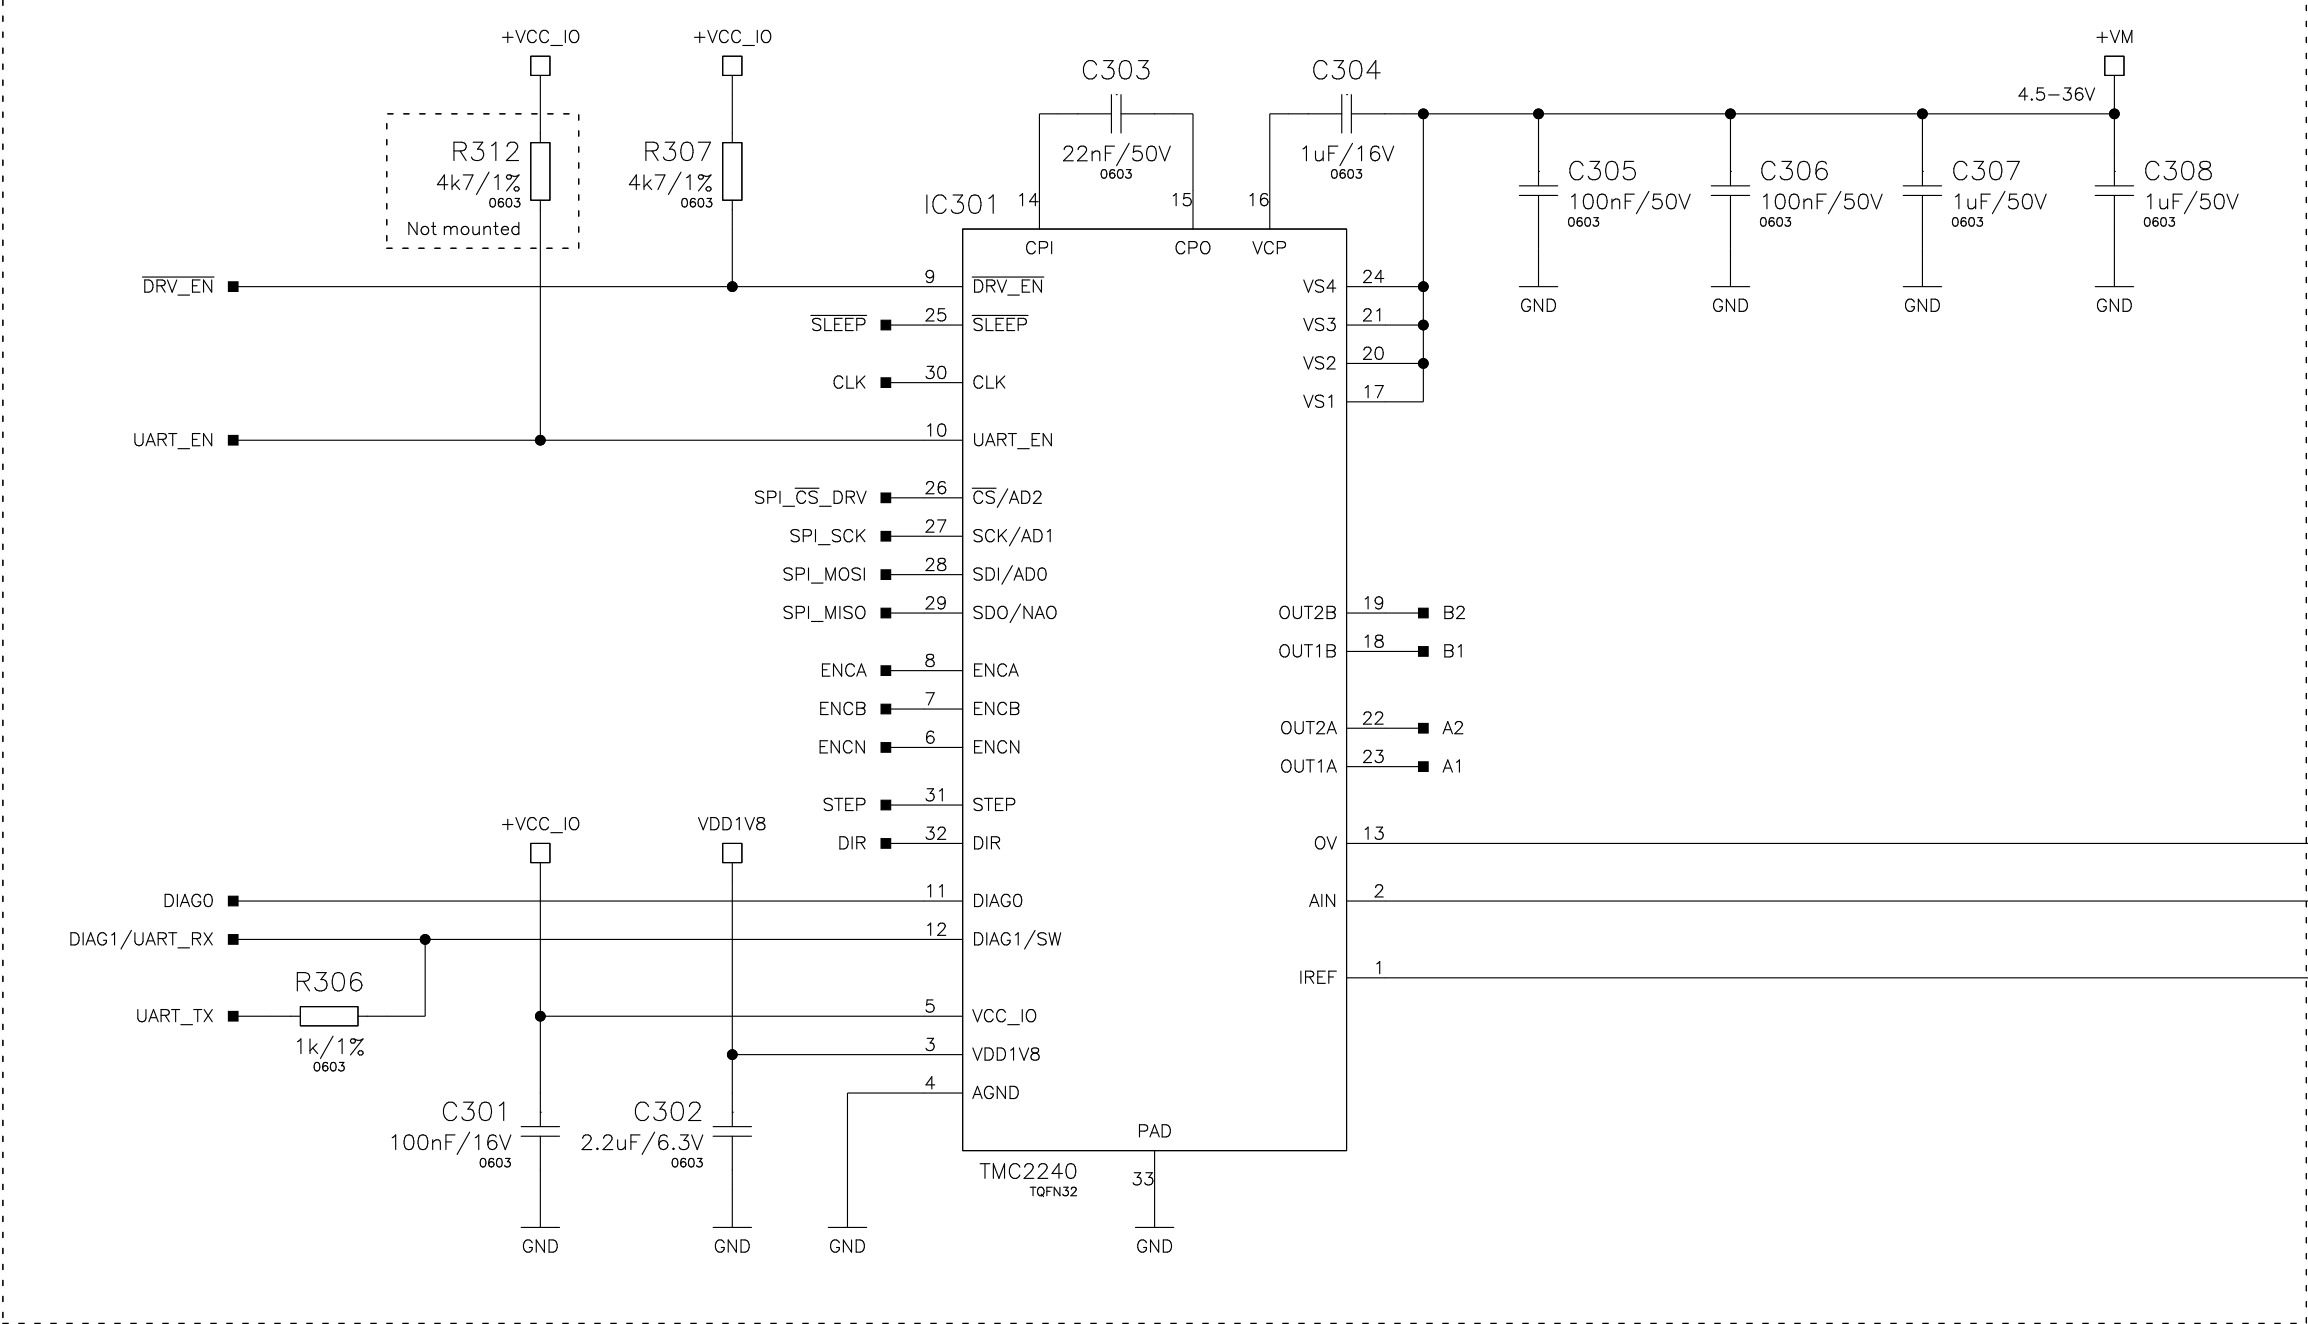 +VCC_IO
+VCC_IO
+VM
C303
C304
4.5-36V
R312
4k7/1%
0603
Not mounted
R307
4k7/1%
0603
22nF/50V
0603
1uF/16V
0603
C305
100nF/50V
0603
C306
100nF/50V
0603
C307
1uF/50V
0603
C308
1uF/50V
0603
IC301
14
15
16
CPI
CPO
VCP
DRV_EN
9
DRV_EN
VS4
24
GND
GND
GND
GND
SLEEP
25
SLEEP
VS3
21
VS2
20
CLK
30
CLK
VS1
17
UART_EN
10
UART_EN
SPI_CS_DRV
26
CS/AD2
SPI_SCK
27
SCK/AD1
SPI_MOSI
28
SDI/AD0
SPI_MISO
29
SDO/NAO
OUT2B
19
B2
OUT1B
18
B1
ENCA
8
ENCA
ENCB
7
ENCB
OUT2A
22
A2
ENCN
6
ENCN
OUT1A
23
A1
STEP
31
STEP
+VCC_IO
VDD1V8
DIR
32
DIR
OV
13
DIAG0
11
DIAG0
AIN
2
DIAG1/UART_RX
12
DIAG1/SW
IREF
1
R306
UART_TX
1k/1%
0603
5
VCC_IO
3
VDD1V8
4
AGND
C301
100nF/16V
0603
C302
2.2uF/6.3V
0603
PAD
TMC2240
TQFN32
33
GND
GND
GND
GND